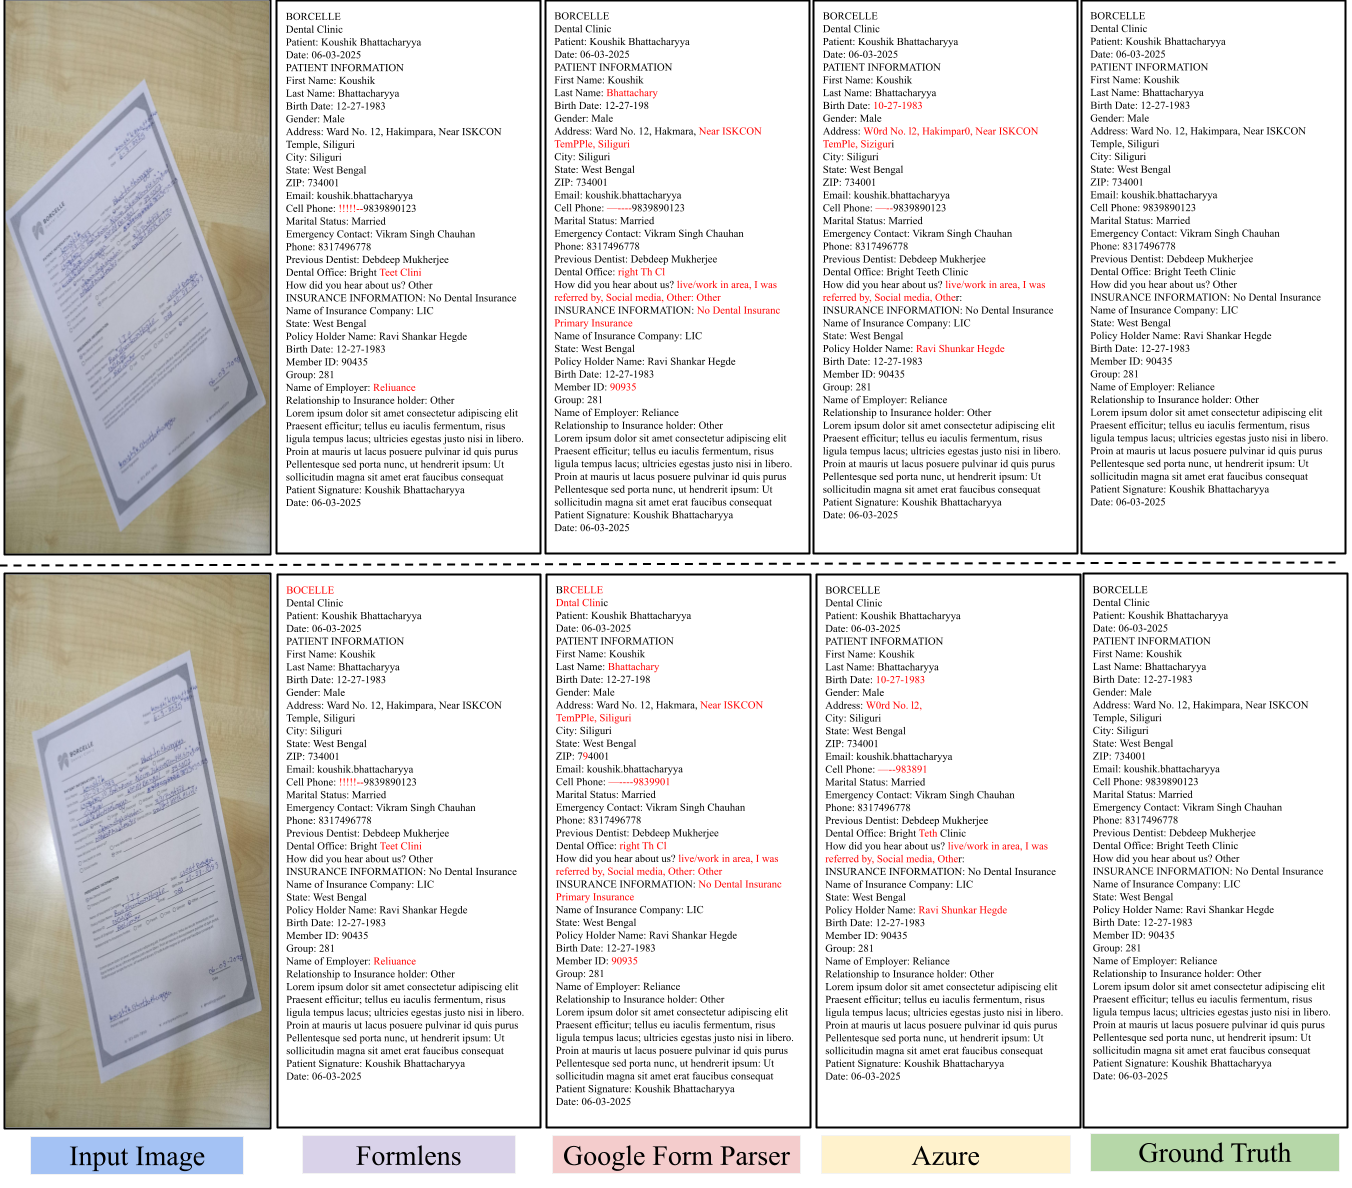 BORCELLE
BORCELLE
Dental Clinic
Patient: Koushik Bhattacharyya
Date: 06-03-2025
PATIENT INFORMATION
First Name: Koushik
Last Name: Bhattacharyya
Birth Date: 12-27-1983
Gender: Male
Address: Ward No. 12, Hakimpara, Near ISKCON
Temple, Siliguri
City: Siliguri
State: West Bengal
ZIP: 734001
Email: koushik.bhattacharyya
Cell Phone: !!!!!--9839890123
Marital Status: Married
Emergency Contact: Vikram Singh Chauhan
Phone: 8317496778
Previous Dentist: Debdeep Mukherjee
Dental Office: Bright Teet Clini
How did you hear about us? Other
INSURANCE INFORMATION: No Dental Insurance
Name of Insurance Company: LIC
State: West Bengal
Policy Holder Name: Ravi Shankar Hegde
Birth Date: 12-27-1983
Member ID: 90435
Group: 281
Name of Employer: Reliuance
Relationship to Insurance holder: Other
Lorem ipsum dolor sit amet consectetur adipiscing elit
Praesent efficitur; tellus eu iaculis fermentum, risus
ligula tempus lacus; ultricies egestas justo nisi in libero.
Proin at mauris ut lacus posuere pulvinar id quis purus
Pellentesque sed porta nunc, ut hendrerit ipsum: Ut
sollicitudin magna sit amet erat faucibus consequat
Patient Signature: Koushik Bhattacharyya
Date: 06-03-2025
BORCELLE
Dental Clinic
Patient: Koushik Bhattacharyya
Date: 06-03-2025
PATIENT INFORMATION
First Name: Koushik
Last Name: Bhattachary
Birth Date: 12-27-198
Gender: Male
Address: Ward No. 12, Hakmara, Near ISKCON
TemPPle, Siliguri
City: Siliguri
State: West Bengal
ZIP: 734001
Email: koushik.bhattacharyya
Cell Phone: —----9839890123
Marital Status: Married
Emergency Contact: Vikram Singh Chauhan
Phone: 8317496778
Previous Dentist: Debdeep Mukherjee
Dental Office: right Th Cl
How did you hear about us? live/work in area, I was
referred by, Social media, Other: Other
INSURANCE INFORMATION: No Dental Insuranc
Primary Insurance
Name of Insurance Company: LIC
State: West Bengal
Policy Holder Name: Ravi Shankar Hegde
Birth Date: 12-27-1983
Member ID: 90935
Group: 281
Name of Employer: Reliance
Relationship to Insurance holder: Other
Lorem ipsum dolor sit amet consectetur adipiscing elit
Praesent efficitur; tellus eu iaculis fermentum, risus
ligula tempus lacus; ultricies egestas justo nisi in libero.
Proin at mauris ut lacus posuere pulvinar id quis purus
Pellentesque sed porta nunc, ut hendrerit ipsum: Ut
sollicitudin magna sit amet erat faucibus consequat
Patient Signature: Koushik Bhattacharyya
Date: 06-03-2025
BORCELLE
Dental Clinic
Patient: Koushik Bhattacharyya
Date: 06-03-2025
PATIENT INFORMATION
First Name: Koushik
Last Name: Bhattacharyya
Birth Date: 10-27-1983
Gender: Male
Address: W0rd No. l2, Hakimpar0, Near ISKCON
TemPle, Siziguri
City: Siliguri
State: West Bengal
ZIP: 734001
Email: koushik.bhattacharyya
Cell Phone: —--9839890123
Marital Status: Married
Emergency Contact: Vikram Singh Chauhan
Phone: 8317496778
Previous Dentist: Debdeep Mukherjee
Dental Office: Bright Teeth Clinic
How did you hear about us? live/work in area, I was
referred by, Social media, Other:
INSURANCE INFORMATION: No Dental Insurance
Name of Insurance Company: LIC
State: West Bengal
Policy Holder Name: Ravi Shunkar Hegde
Birth Date: 12-27-1983
Member ID: 90435
Group: 281
Name of Employer: Reliance
Relationship to Insurance holder: Other
Lorem ipsum dolor sit amet consectetur adipiscing elit
Praesent efficitur; tellus eu iaculis fermentum, risus
ligula tempus lacus; ultricies egestas justo nisi in libero.
Proin at mauris ut lacus posuere pulvinar id quis purus
Pellentesque sed porta nunc, ut hendrerit ipsum: Ut
sollicitudin magna sit amet erat faucibus consequat
Patient Signature: Koushik Bhattacharyya
Date: 06-03-2025
BORCELLE
Dental Clinic
Patient: Koushik Bhattacharyya
Date: 06-03-2025
PATIENT INFORMATION
First Name: Koushik
Last Name: Bhattacharyya
Birth Date: 12-27-1983
Gender: Male
Address: Ward No. 12, Hakimpara, Near ISKCON
Temple, Siliguri
City: Siliguri
State: West Bengal
ZIP: 734001
Email: koushik.bhattacharyya
Cell Phone: 9839890123
Marital Status: Married
Emergency Contact: Vikram Singh Chauhan
Phone: 8317496778
Previous Dentist: Debdeep Mukherjee
Dental Office: Bright Teeth Clinic
How did you hear about us? Other
INSURANCE INFORMATION: No Dental Insurance
Name of Insurance Company: LIC
State: West Bengal
Policy Holder Name: Ravi Shankar Hegde
Birth Date: 12-27-1983
Member ID: 90435
Group: 281
Name of Employer: Reliance
Relationship to Insurance holder: Other
Lorem ipsum dolor sit amet consectetur adipiscing elit
Praesent efficitur; tellus eu iaculis fermentum, risus
ligula tempus lacus; ultricies egestas justo nisi in libero.
Proin at mauris ut lacus posuere pulvinar id quis purus
Pellentesque sed porta nunc, ut hendrerit ipsum: Ut
sollicitudin magna sit amet erat faucibus consequat
Patient Signature: Koushik Bhattacharyya
Date: 06-03-2025
BORCELLE
BOCELLE
Dental Clinic
Patient: Koushik Bhattacharyya
Date: 06-03-2025
PATIENT INFORMATION
First Name: Koushik
Last Name: Bhattacharyya
Birth Date: 12-27-1983
Gender: Male
Address: Ward No. 12, Hakimpara, Near ISKCON
Temple, Siliguri
City: Siliguri
State: West Bengal
ZIP: 734001
Email: koushik.bhattacharyya
Cell Phone: !!!!!--9839890123
Marital Status: Married
Emergency Contact: Vikram Singh Chauhan
Phone: 8317496778
Previous Dentist: Debdeep Mukherjee
Dental Office: Bright Teet Clini
How did you hear about us? Other
INSURANCE INFORMATION: No Dental Insurance
Name of Insurance Company: LIC
State: West Bengal
Policy Holder Name: Ravi Shankar Hegde
Birth Date: 12-27-1983
Member ID: 90435
Group: 281
Name of Employer: Reliuance
Relationship to Insurance holder: Other
Lorem ipsum dolor sit amet consectetur adipiscing elit
Praesent efficitur; tellus eu iaculis fermentum, risus
ligula tempus lacus; ultricies egestas justo nisi in libero.
Proin at mauris ut lacus posuere pulvinar id quis purus
Pellentesque sed porta nunc, ut hendrerit ipsum: Ut
sollicitudin magna sit amet erat faucibus consequat
Patient Signature: Koushik Bhattacharyya
Date: 06-03-2025
BRCELLE
Dntal Clinic
Patient: Koushik Bhattacharyya
Date: 06-03-2025
PATIENT INFORMATION
First Name: Koushik
Last Name: Bhattachary
Birth Date: 12-27-198
Gender: Male
Address: Ward No. 12, Hakmara, Near ISKCON
TemPPle, Siliguri
City: Siliguri
State: West Bengal
ZIP: 794001
Email: koushik.bhattacharyya
Cell Phone: —----9839901
Marital Status: Married
Emergency Contact: Vikram Singh Chauhan
Phone: 8317496778
Previous Dentist: Debdeep Mukherjee
Dental Office: right Th Cl
How did you hear about us? live/work in area, I was
referred by, Social media, Other: Other
INSURANCE INFORMATION: No Dental Insuranc
Primary Insurance
Name of Insurance Company: LIC
State: West Bengal
Policy Holder Name: Ravi Shankar Hegde
Birth Date: 12-27-1983
Member ID: 90935
Group: 281
Name of Employer: Reliance
Relationship to Insurance holder: Other
Lorem ipsum dolor sit amet consectetur adipiscing elit
Praesent efficitur; tellus eu iaculis fermentum, risus
ligula tempus lacus; ultricies egestas justo nisi in libero.
Proin at mauris ut lacus posuere pulvinar id quis purus
Pellentesque sed porta nunc, ut hendrerit ipsum: Ut
sollicitudin magna sit amet erat faucibus consequat
Patient Signature: Koushik Bhattacharyya
Date: 06-03-2025
BORCELLE
Dental Clinic
Patient: Koushik Bhattacharyya
Date: 06-03-2025
PATIENT INFORMATION
First Name: Koushik
Last Name: Bhattacharyya
Birth Date: 10-27-1983
Gender: Male
Address: W0rd No. l2,
City: Siliguri
State: West Bengal
ZIP: 734001
Email: koushik.bhattacharyya
Cell Phone: —--983891
Marital Status: Married
Emergency Contact: Vikram Singh Chauhan
Phone: 8317496778
Previous Dentist: Debdeep Mukherjee
Dental Office: Bright Teth Clinic
How did you hear about us? live/work in area, I was
referred by, Social media, Other:
INSURANCE INFORMATION: No Dental Insurance
Name of Insurance Company: LIC
State: West Bengal
Policy Holder Name: Ravi Shunkar Hegde
Birth Date: 12-27-1983
Member ID: 90435
Group: 281
Name of Employer: Reliance
Relationship to Insurance holder: Other
Lorem ipsum dolor sit amet consectetur adipiscing elit
Praesent efficitur; tellus eu iaculis fermentum, risus
ligula tempus lacus; ultricies egestas justo nisi in libero.
Proin at mauris ut lacus posuere pulvinar id quis purus
Pellentesque sed porta nunc, ut hendrerit ipsum: Ut
sollicitudin magna sit amet erat faucibus consequat
Patient Signature: Koushik Bhattacharyya
Date: 06-03-2025
BORCELLE
Dental Clinic
Patient: Koushik Bhattacharyya
Date: 06-03-2025
PATIENT INFORMATION
First Name: Koushik
Last Name: Bhattacharyya
Birth Date: 12-27-1983
Gender: Male
Address: Ward No. 12, Hakimpara, Near ISKCON
Temple, Siliguri
City: Siliguri
State: West Bengal
ZIP: 734001
Email: koushik.bhattacharyya
Cell Phone: 9839890123
Marital Status: Married
Emergency Contact: Vikram Singh Chauhan
Phone: 8317496778
Previous Dentist: Debdeep Mukherjee
Dental Office: Bright Teeth Clinic
How did you hear about us? Other
INSURANCE INFORMATION: No Dental Insurance
Name of Insurance Company: LIC
State: West Bengal
Policy Holder Name: Ravi Shankar Hegde
Birth Date: 12-27-1983
Member ID: 90435
Group: 281
Name of Employer: Reliance
Relationship to Insurance holder: Other
Lorem ipsum dolor sit amet consectetur adipiscing elit
Praesent efficitur; tellus eu iaculis fermentum, risus
ligula tempus lacus; ultricies egestas justo nisi in libero.
Proin at mauris ut lacus posuere pulvinar id quis purus
Pellentesque sed porta nunc, ut hendrerit ipsum: Ut
sollicitudin magna sit amet erat faucibus consequat
Patient Signature: Koushik Bhattacharyya
Date: 06-03-2025
Input Image
Formlens
Google Form Parser
Azure
Ground Truth